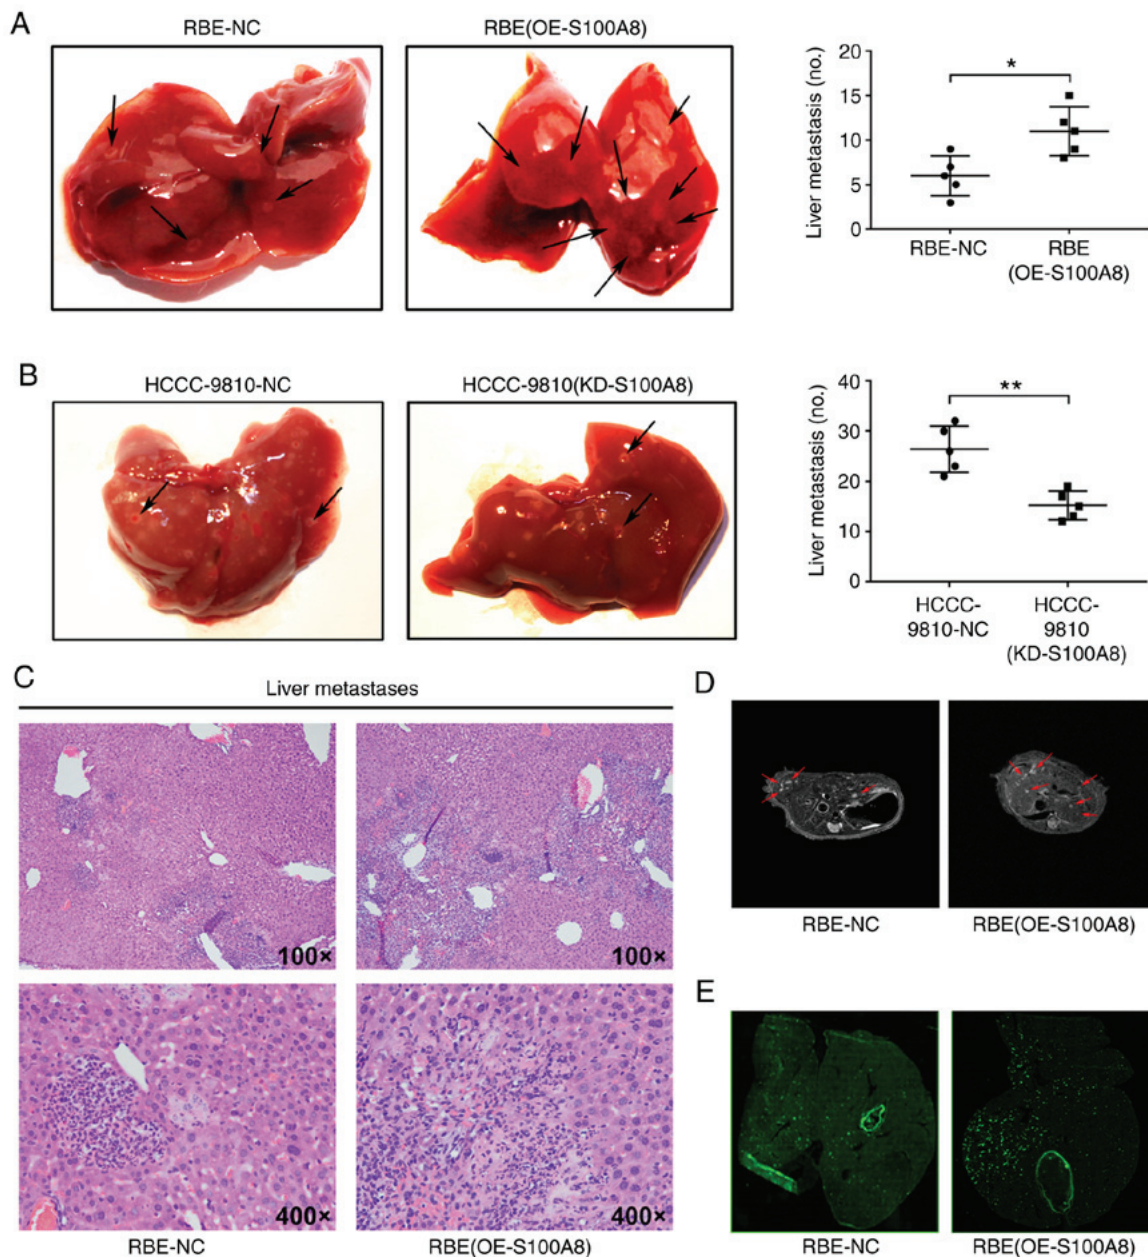 A
RBE-NC
RBE(OE-S100A8)
Liver metastasis (no.)
20
15
10
5
0
*
RBE-NC
RBE
(OE-S100A8)
B
HCCC-9810-NC
HCCC-9810(KD-S100A8)
Liver metastasis (no.)
40
30
20
10
0
**
HCCC-
9810-NC
HCCC-
9810
(KD-S100A8)
C
Liver metastases
100×
100×
400×
400×
RBE-NC
RBE(OE-S100A8)
D
RBE-NC
RBE(OE-S100A8)
E
RBE-NC
RBE(OE-S100A8)